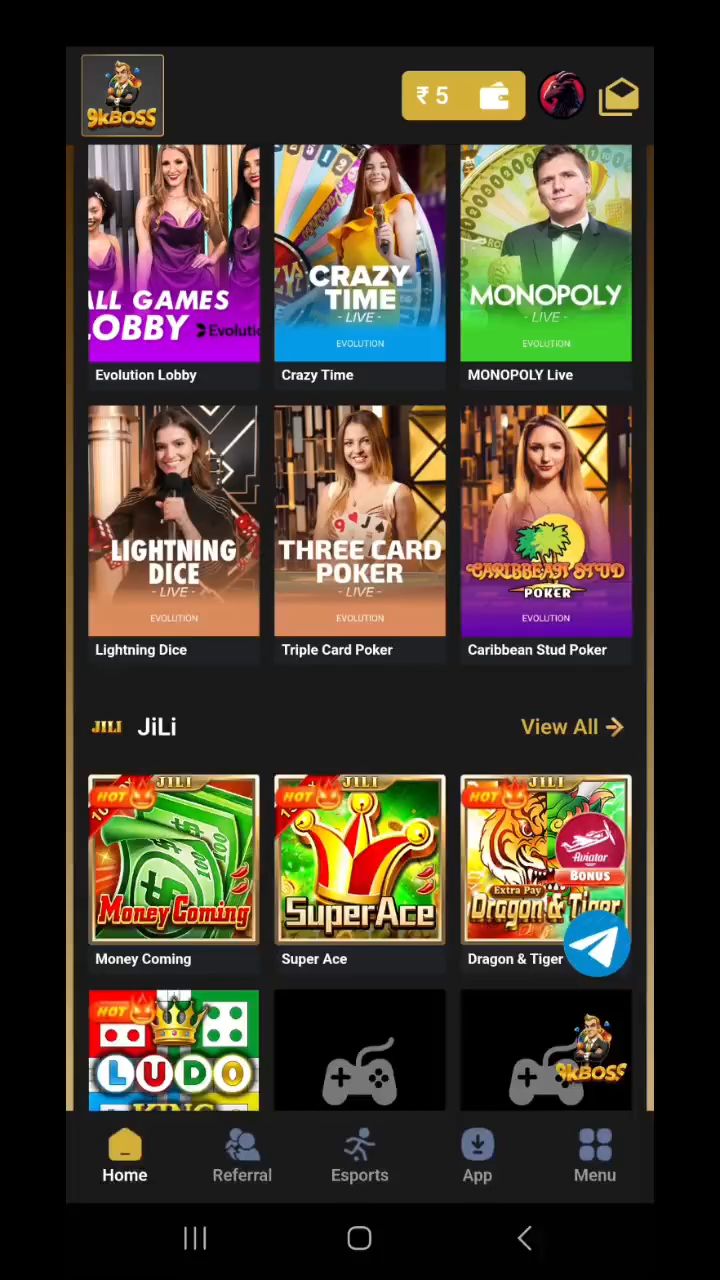 9KBOSS
₹ 5
ALL GAMES
LOBBY
CRAZY
TIME
- LIVE -
EVOLUTION
MONOPOLY
- LIVE -
EVOLUTION
Evolution Lobby
Crazy Time
MONOPOLY Live
LIGHTNING
DICE
- LIVE -
EVOLUTION
THREE CARD
POKER
- LIVE -
EVOLUTION
CARIBBEAN STUD
POKER
EVOLUTION
Lightning Dice
Triple Card Poker
Caribbean Stud Poker
JILI
JiLi
View All
JILI
HOT
100
Money Coming
JILI
HOT
SuperAce
JILI
HOT
Extra Pay
Dragon & Tiger
Aviator
BONUS
Money Coming
Super Ace
Dragon & Tiger
HOT
LUDO
KING
9KBOSS
Home
Referral
Esports
App
Menu